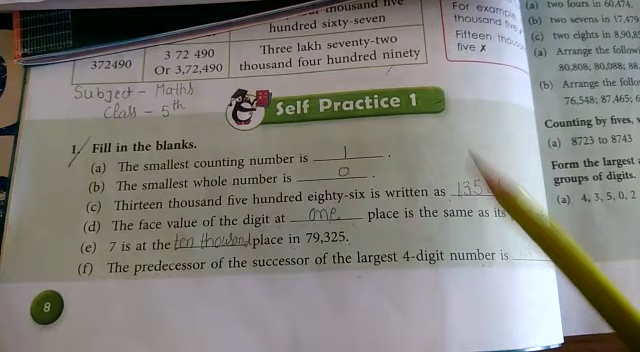 thousand five
hundred sixty-seven
372490
3 72 490
Or 3,72,490
Three lakh seventy-two
thousand four hundred ninety
For example
thousand five
Fifteen
five ✗
(a) two fours in 60,474.
(b) two sevens in 17,479
(c) two eights in 8,90,8
(a) Arrange the
80,808; 80,088; 88,
(b) Arrange the
76,548; 87,465; 6
Counting by fives,
(a) 8723 to 8743
Form the largest
groups of digits.
(a) 4, 3, 5, 0, 2
Subject - Maths
Class - 5th
Self Practice 1
1. Fill in the blanks.
(a) The smallest counting number is 1 .
(b) The smallest whole number is 0 .
(c) Thirteen thousand five hundred eighty-six is written as 135
(d) The face value of the digit at one place is the same as its
(e) 7 is at the ten thousand place in 79,325.
(f) The predecessor of the successor of the largest 4-digit number is
8